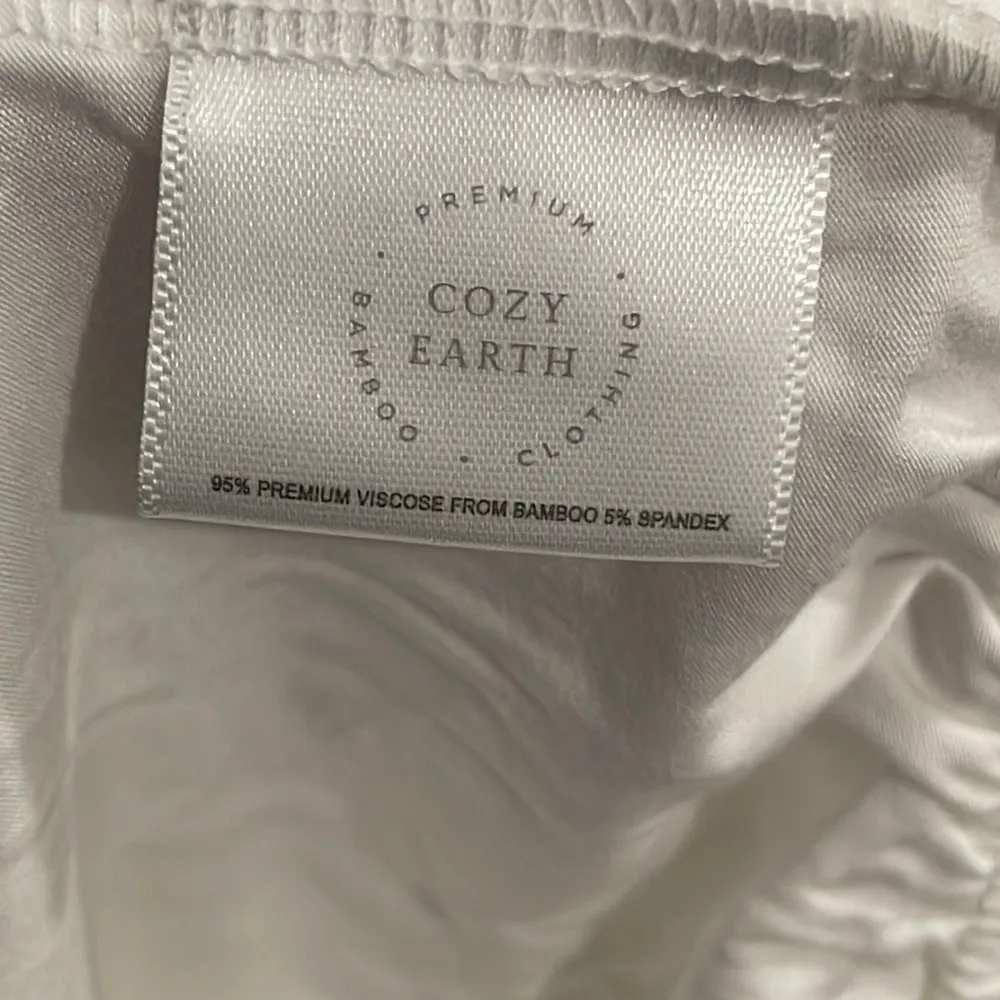 PREMIUM
COZY
EARTH
BAMBOO
CLOTHING
95% PREMIUM VISCOSE FROM BAMBOO 5% SPANDEX